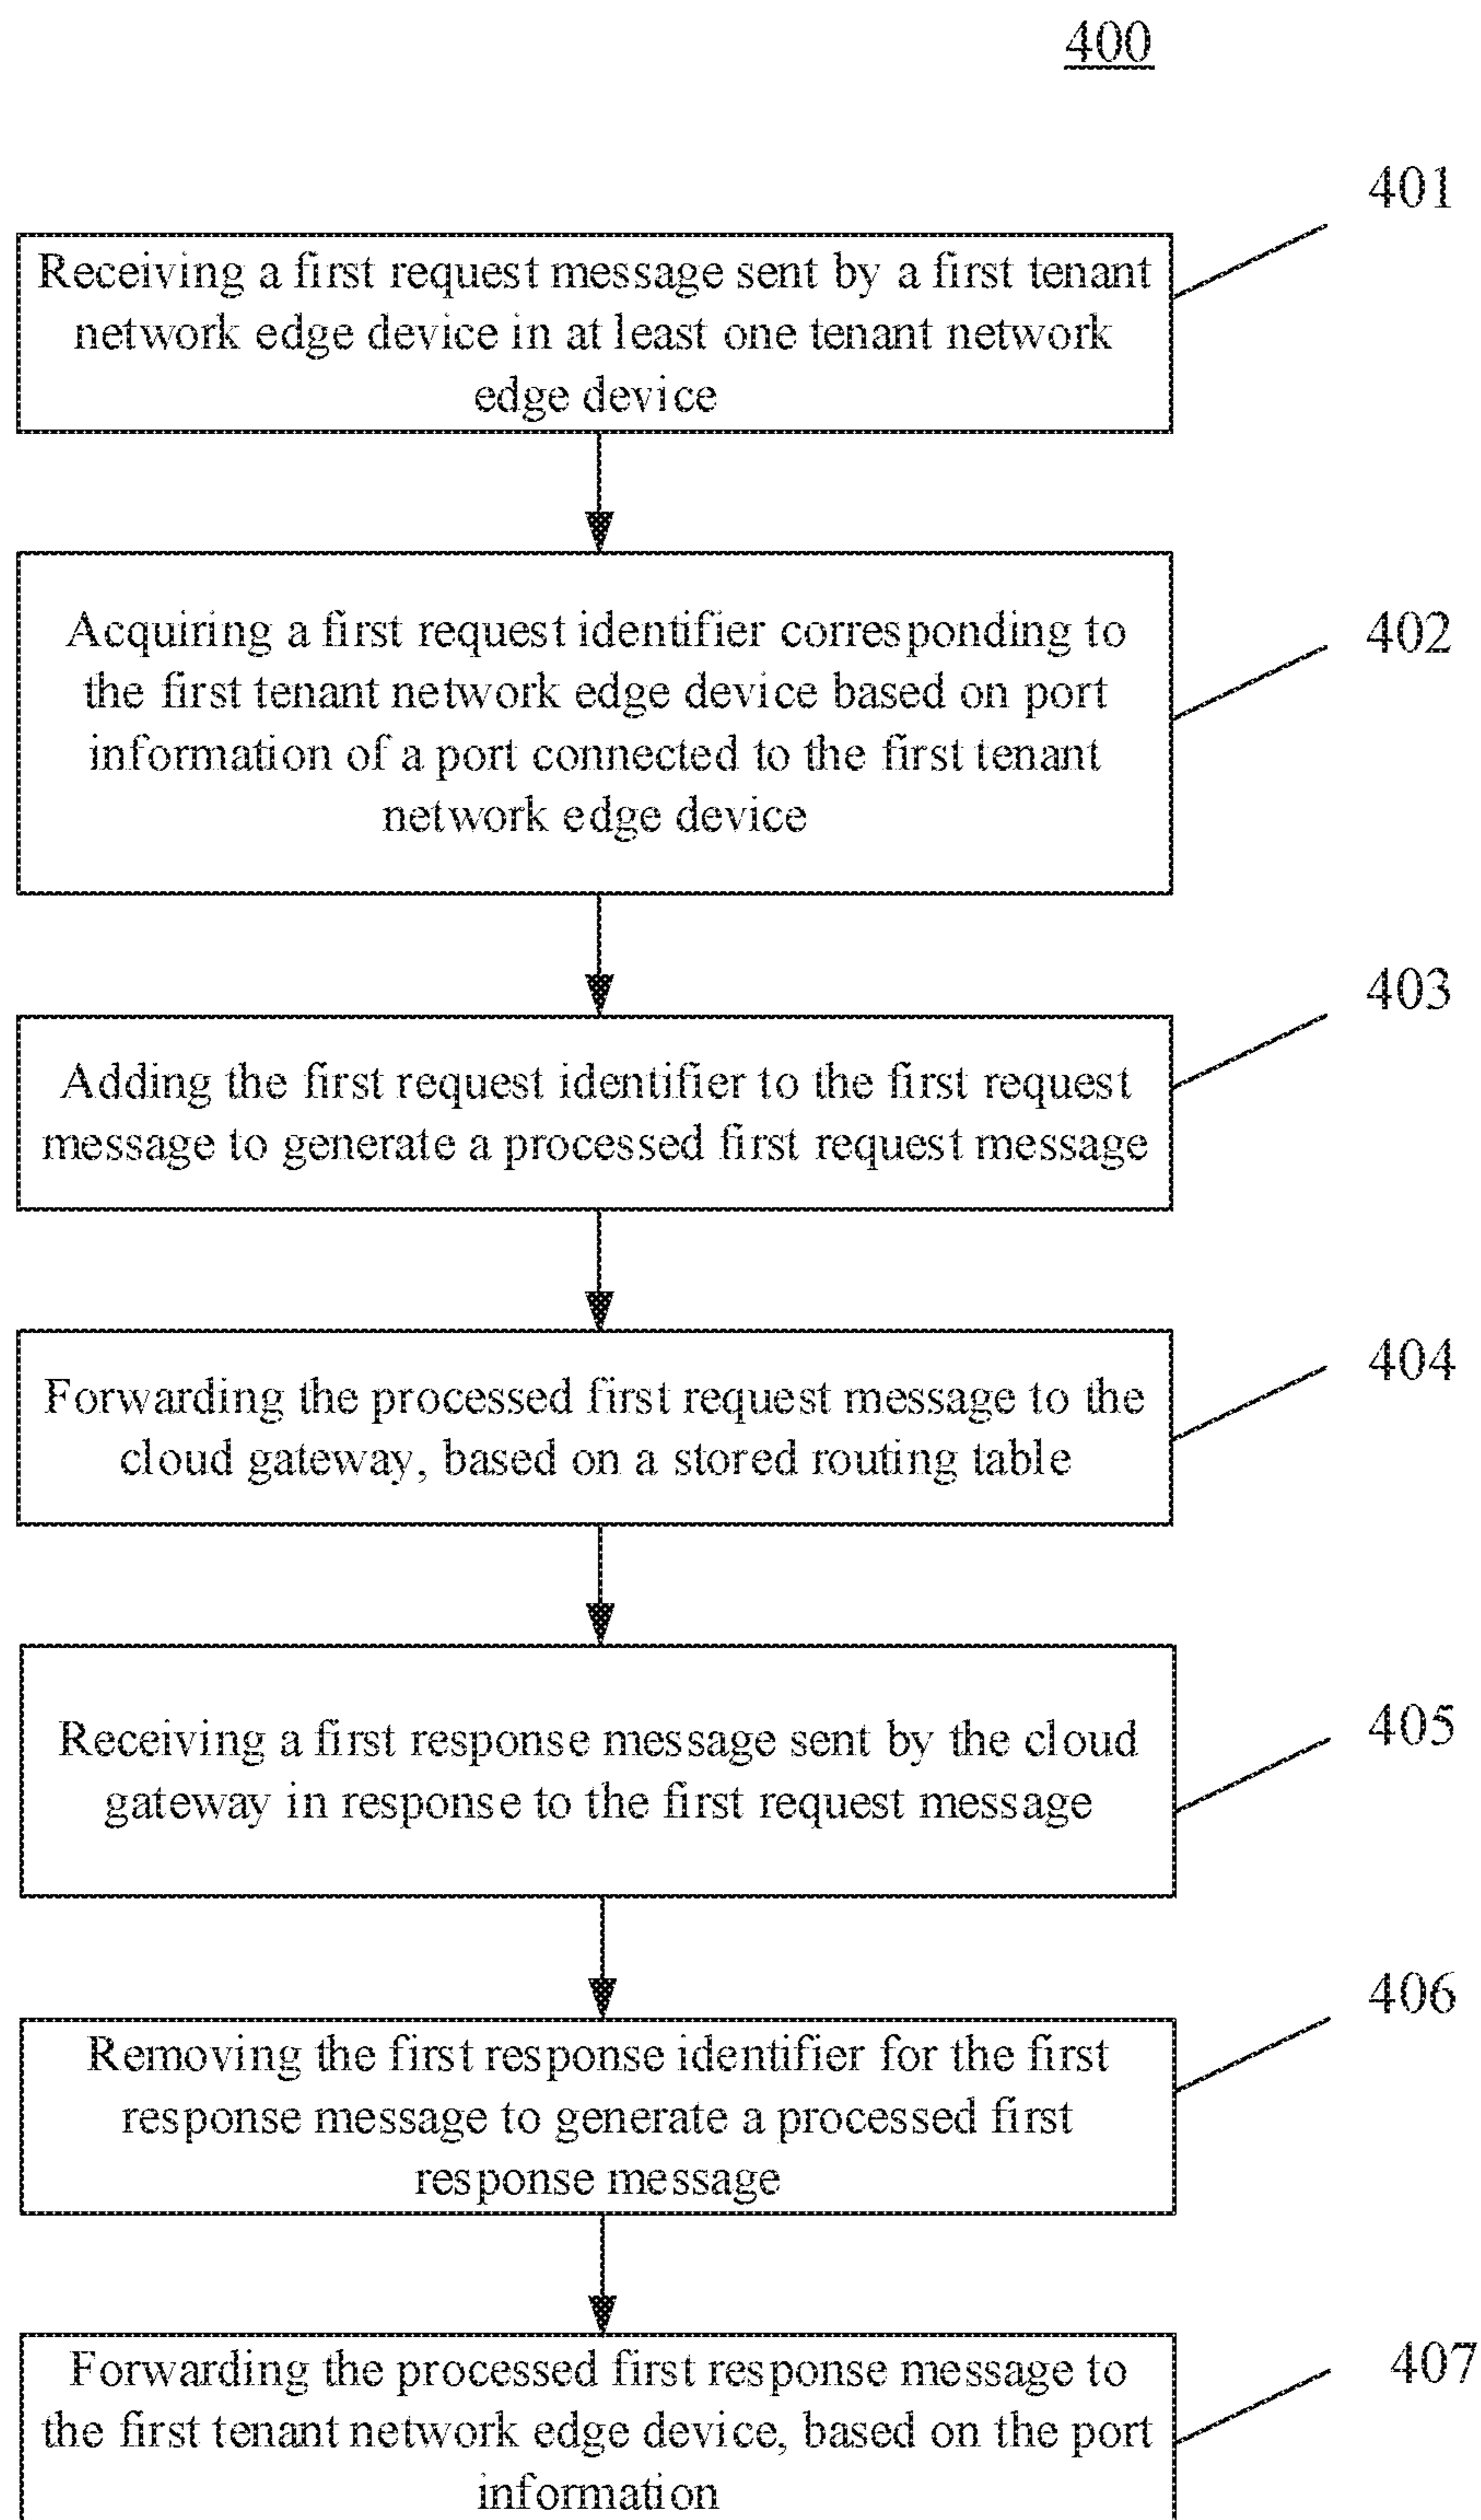 400
401
Receiving a first request message sent by a first tenant
network edge device in at least one tenant network
edge device
402
Acquiring a first request identifier corresponding to
the first tenant network edge device based on port
information of a port connected to the first tenant
network edge device
403
Adding the first request identifier to the first request
message to generate a processed first request message
404
Forwarding the processed first request message to the
cloud gateway, based on a stored routing table
405
Receiving a first response message sent by the cloud
gateway in response to the first request message
406
Removing the first response identifier for the first
response message to generate a processed first
response message
407
Forwarding the processed first response message to
the first tenant network edge device, based on the port
information